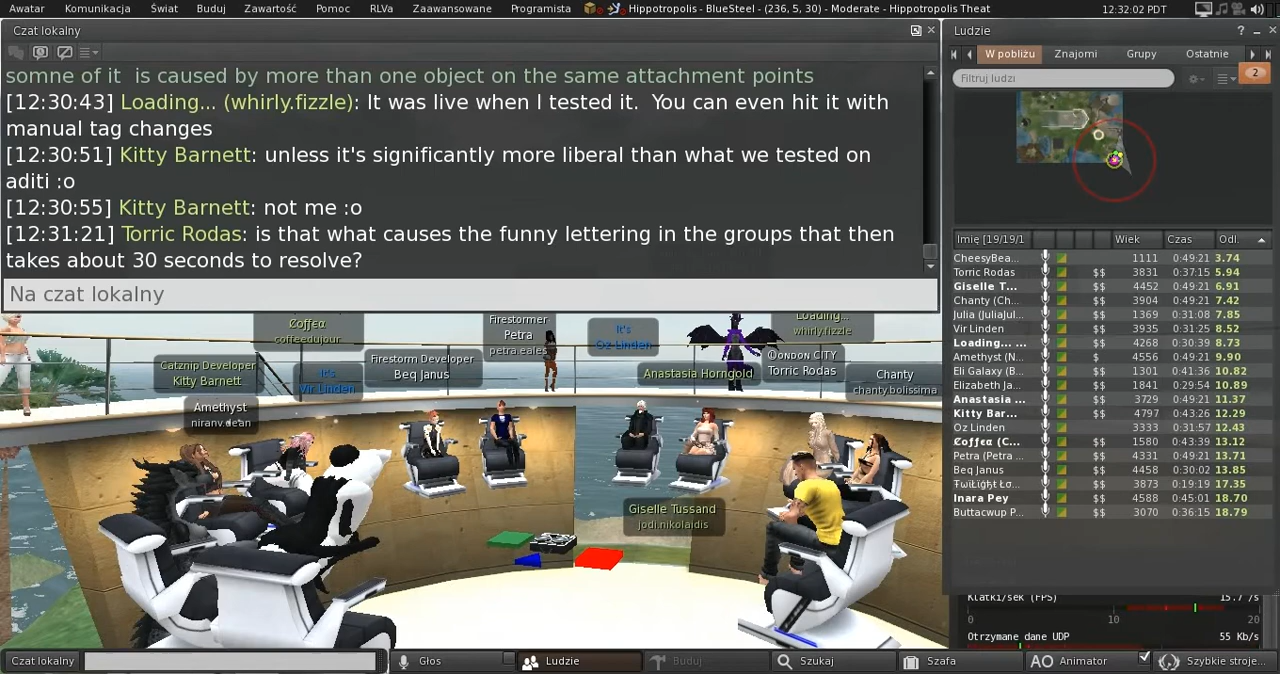 Awatar Komunikacja Świat Buduj Zawartość Pomoc RLVa Zaawansowane Programista Hippotropolis - BlueSteel - (236, 5, 30) - Moderate - Hippotropolis Theat 12:32:02 PDT
Czat lokalny
somne of it is caused by more than one object on the same attachment points
[12:30:43] Loading... (whirly.fizzle): It was live when I tested it. You can even hit it with
manual tag changes
[12:30:51] Kitty Barnett: unless it's significantly more liberal than what we tested on
aditi :o
[12:30:55] Kitty Barnett: not me :o
[12:31:21] Torric Rodas: is that what causes the funny lettering in the groups that then
takes about 30 seconds to resolve?
Na czat lokalny
Coffee
coffeedujour
Firestormer
Petra
petra.eales
It's
Oz Linden
Loading...
whirly.fizzle
Catznip Developer
Kitty Barnett
It's
Vir Linden
Firestorm Developer
Beq Janus
Anastasia Horngold
LONDON CITY
Torric Rodas
Chanty
chanty.bolissima
Amethyst
nirany.dean
Giselle Tussand
jodi.nikolaidis
Ludzie
W pobliżu Znajomi Grupy Ostatnie
Filtruj ludzi
2
Imię [19/19/1 Wiek Czas Odl.
CheesyBea... 1111 0:49:21 3.74
Torric Rodas $$ 3831 0:37:15 5.94
Giselle T... $$ 4452 0:49:21 6.91
Chanty (Ch... $$ 3904 0:49:21 7.42
Julia (JuliaJul... $$ 1369 0:31:08 7.85
Vir Linden $$ 3935 0:31:25 8.52
Loading... ... $$ 4268 0:30:39 8.73
Amethyst (N... $ 4556 0:49:21 9.90
Eli Galaxy (B... $$ 1301 0:41:36 10.82
Elizabeth Ja... $$ 1841 0:29:54 10.89
Anastasia ... $$ 3729 0:49:21 11.37
Kitty Bar... $$ 4797 0:43:26 12.29
Oz Linden 3333 0:31:57 12.43
Coffee (C... $$ 1580 0:43:39 13.12
Petra (Petra ... $$ 4331 0:49:21 13.71
Beq Janus $$ 4458 0:30:02 13.85
$$ 3873 0:19:19 17.35
Inara Pey $$ 4588 0:45:01 18.70
Buttacwup P... $$ 3070 0:36:15 18.79
Klatki/sek (FPS) 15.7 /s
0 10 20
Otrzymane dane UDP 55 Kb/s
Czat lokalny Głos Ludzie Buduj Szukaj Szafa AO Animator Szybkie stroje...